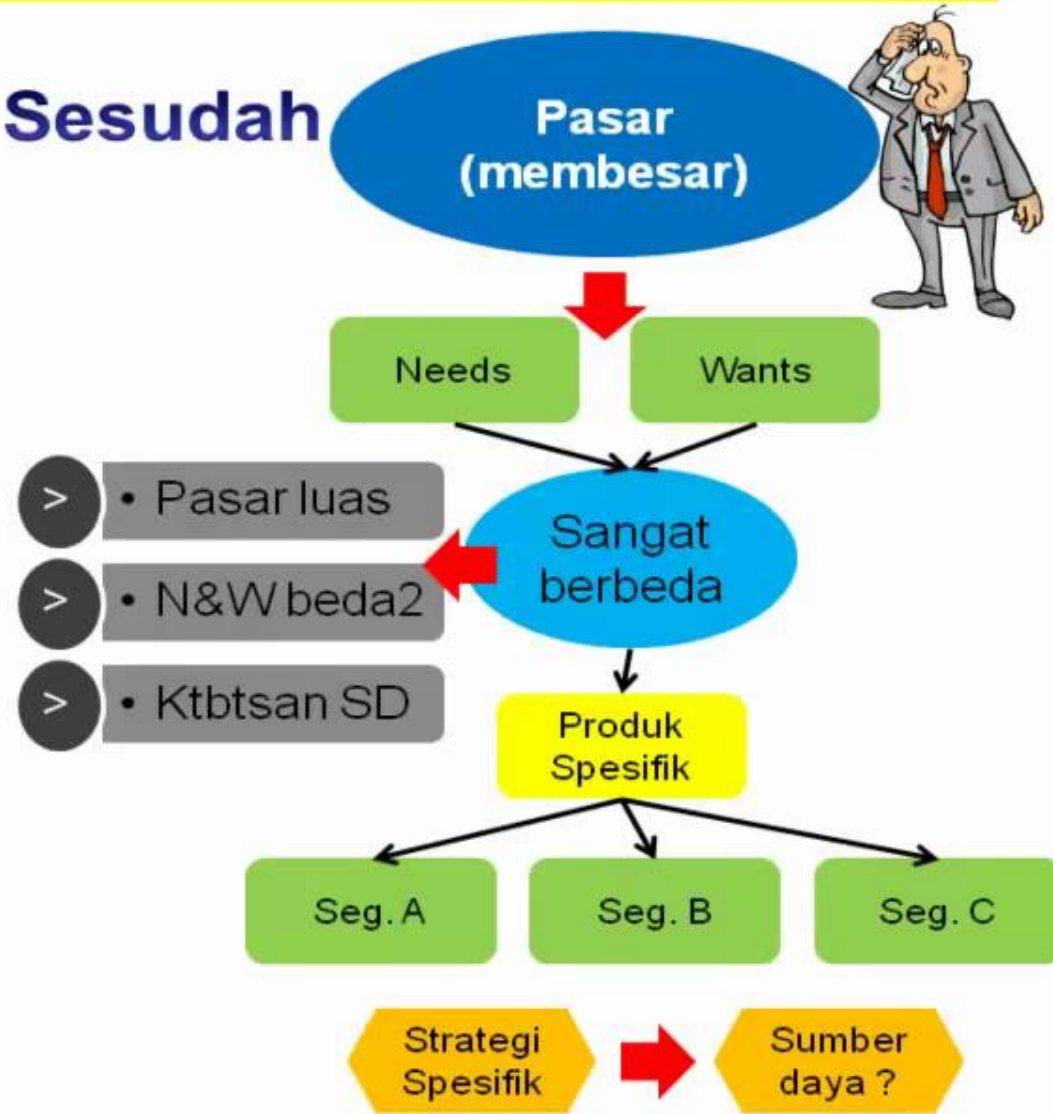 Sesudah
Pasar
(membesar)
Needs
Wants
Sangat
berbeda
> • Pasar luas
> • N&W beda2
> • Ktbtsan SD
Produk
Spesifik
Seg. A
Seg. B
Seg. C
Strategi
Spesifik
Sumber
daya ?